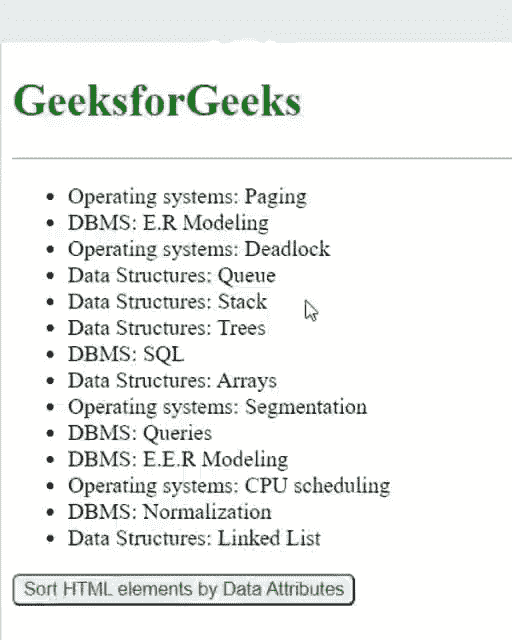 GeeksforGeeks
Operating systems: Paging
DBMS: E.R Modeling
Operating systems: Deadlock
Data Structures: Queue
Data Structures: Stack
Data Structures: Trees
DBMS: SQL
Data Structures: Arrays
Operating systems: Segmentation
DBMS: Queries
DBMS: E.E.R Modeling
Operating systems: CPU scheduling
DBMS: Normalization
Data Structures: Linked List
Sort HTML elements by Data Attributes